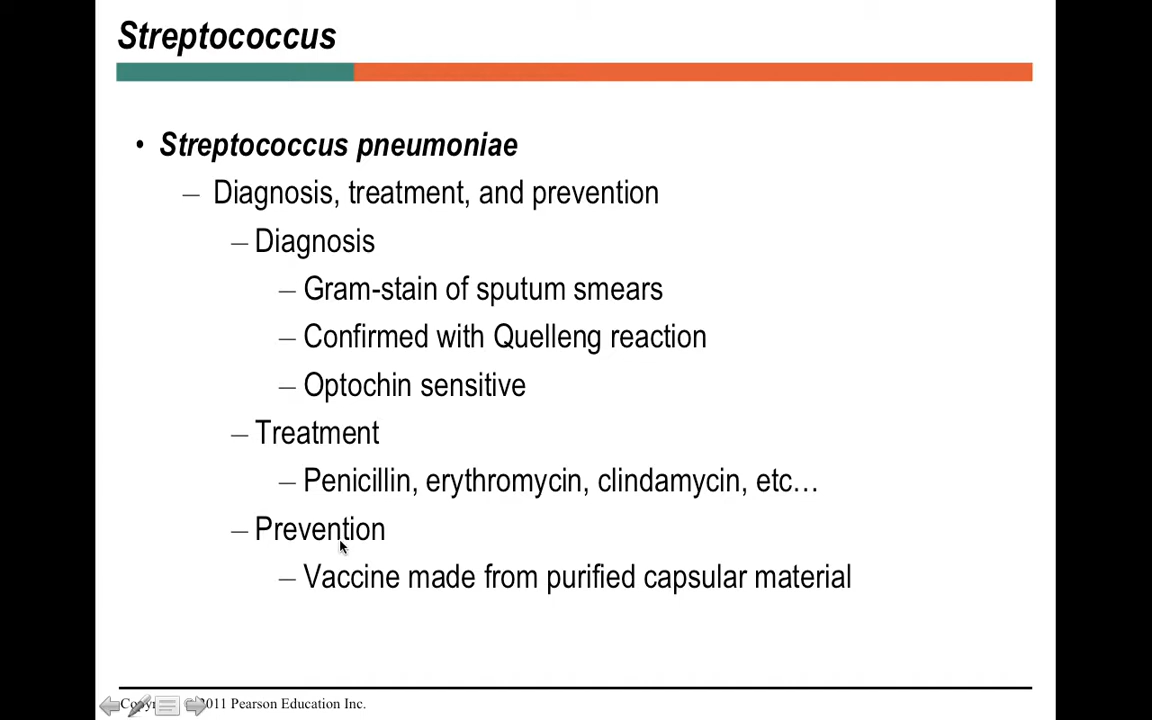 Streptococcus
• Streptococcus pneumoniae
– Diagnosis, treatment, and prevention
– Diagnosis
– Gram-stain of sputum smears
– Confirmed with Quelleng reaction
– Optochin sensitive
– Treatment
– Penicillin, erythromycin, clindamycin, etc…
– Prevention
– Vaccine made from purified capsular material
2011 Pearson Education Inc.